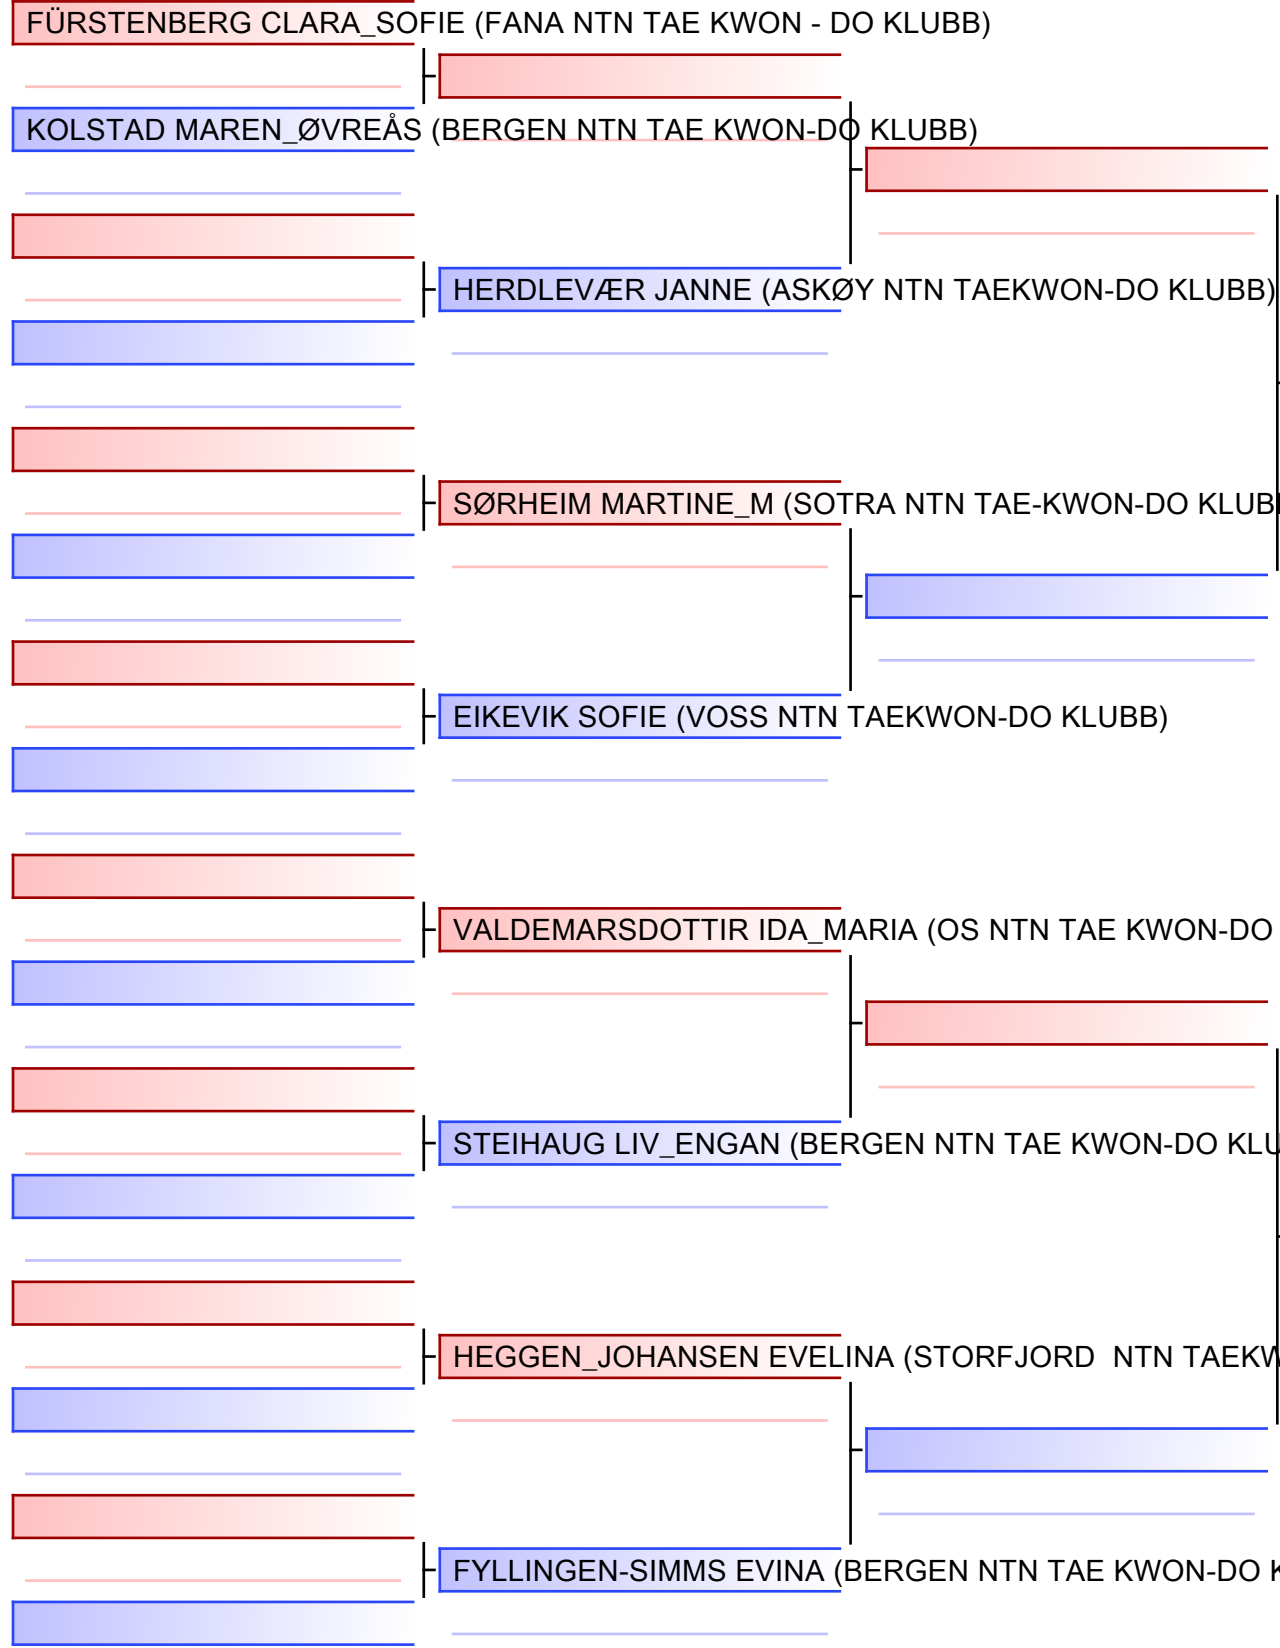 FÜRSTENBERG CLARA_SOFIE (FANA NTN TAE KWON - DO KLUBB)
KOLSTAD MAREN_ØVREÅS (BERGEN NTN TAE KWON-DO KLUBB)
HERDLEVÆR JANNE (ASKØY NTN TAEKWON-DO KLUBB)
SØRHEIM MARTINE_M (SOTRA NTN TAE-KWON-DO KLUB
EIKEVIK SOFIE (VOSS NTN TAEKWON-DO KLUBB)
VALDEMARSDOTTIR IDA_MARIA (OS NTN TAE KWON-DO
STEIHAUG LIV_ENGAN (BERGEN NTN TAE KWON-DO KLU
HEGGEN_JOHANSEN EVELINA (STORFJORD  NTN TAEKW
FYLLINGEN-SIMMS EVINA (BERGEN NTN TAE KWON-DO K